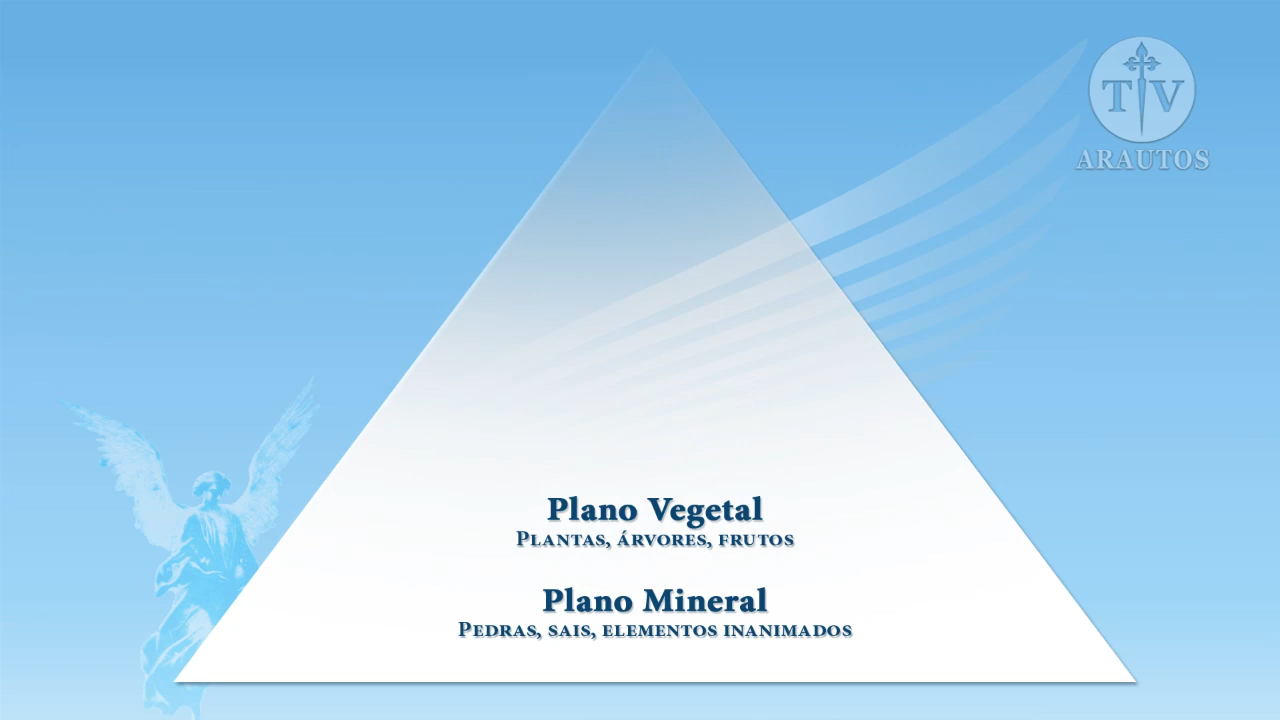 TV
ARAUTOS
Plano Vegetal
Plantas, árvores, frutos
Plano Mineral
Pedras, sais, elementos inanimados